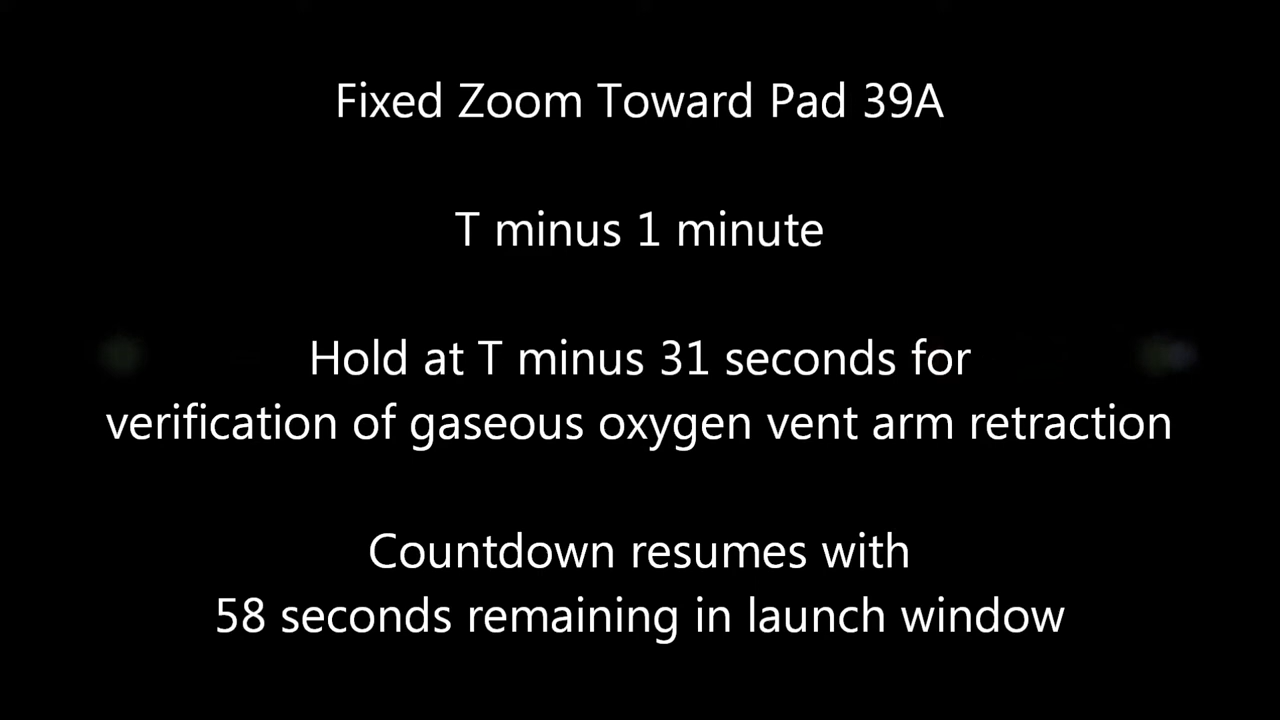 Fixed Zoom Toward Pad 39A
T minus 1 minute
Hold at T minus 31 seconds for
verification of gaseous oxygen vent arm retraction
Countdown resumes with
58 seconds remaining in launch window